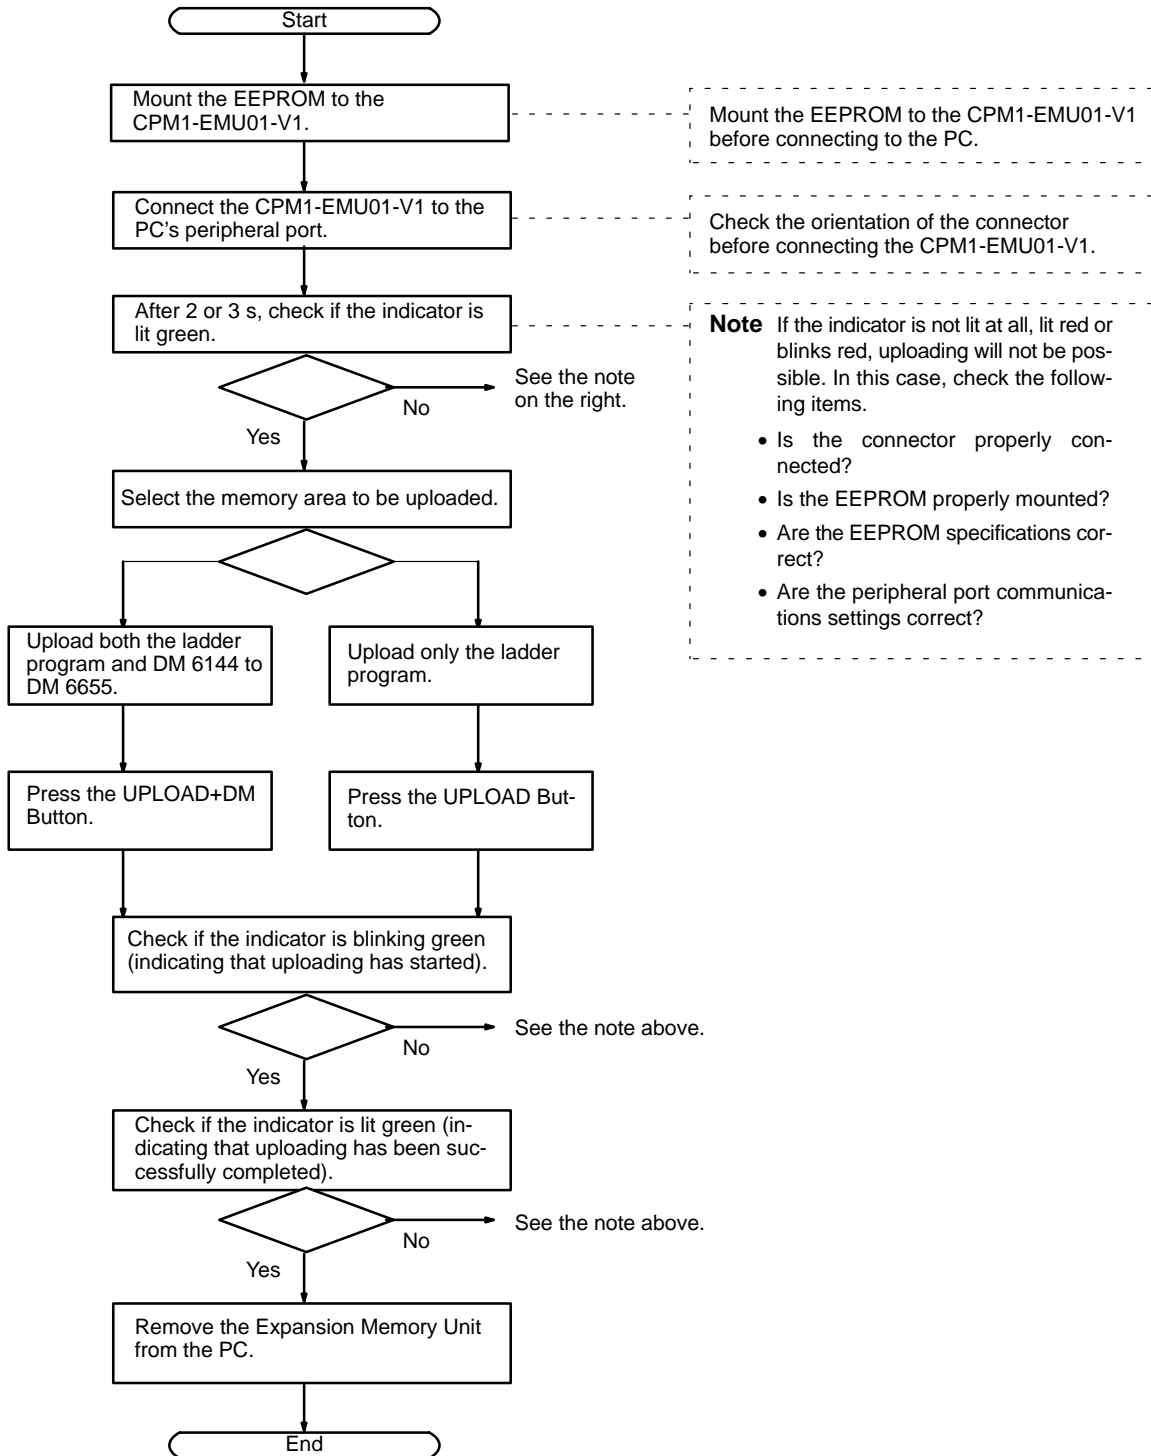 Start
Mount the EEPROM to the
CPM1-EMU01-V1.
Mount the EEPROM to the CPM1-EMU01-V1
before connecting to the PC.
Connect the CPM1-EMU01-V1 to the
PC's peripheral port.
Check the orientation of the connector
before connecting the CPM1-EMU01-V1.
After 2 or 3 s, check if the indicator is
lit green.
Note If the indicator is not lit at all, lit red or
blinks red, uploading will not be pos-
sible. In this case, check the follow-
ing items.
• Is the connector properly con-
nected?
• Is the EEPROM properly mounted?
• Are the EEPROM specifications cor-
rect?
• Are the peripheral port communica-
tions settings correct?
No
See the note
on the right.
Yes
Select the memory area to be uploaded.
Upload both the ladder
program and DM 6144 to
DM 6655.
Upload only the ladder
program.
Press the UPLOAD+DM
Button.
Press the UPLOAD But-
ton.
Check if the indicator is blinking green
(indicating that uploading has started).
No
See the note above.
Yes
Check if the indicator is lit green (in-
dicating that uploading has been suc-
cessfully completed).
No
See the note above.
Yes
Remove the Expansion Memory Unit
from the PC.
End